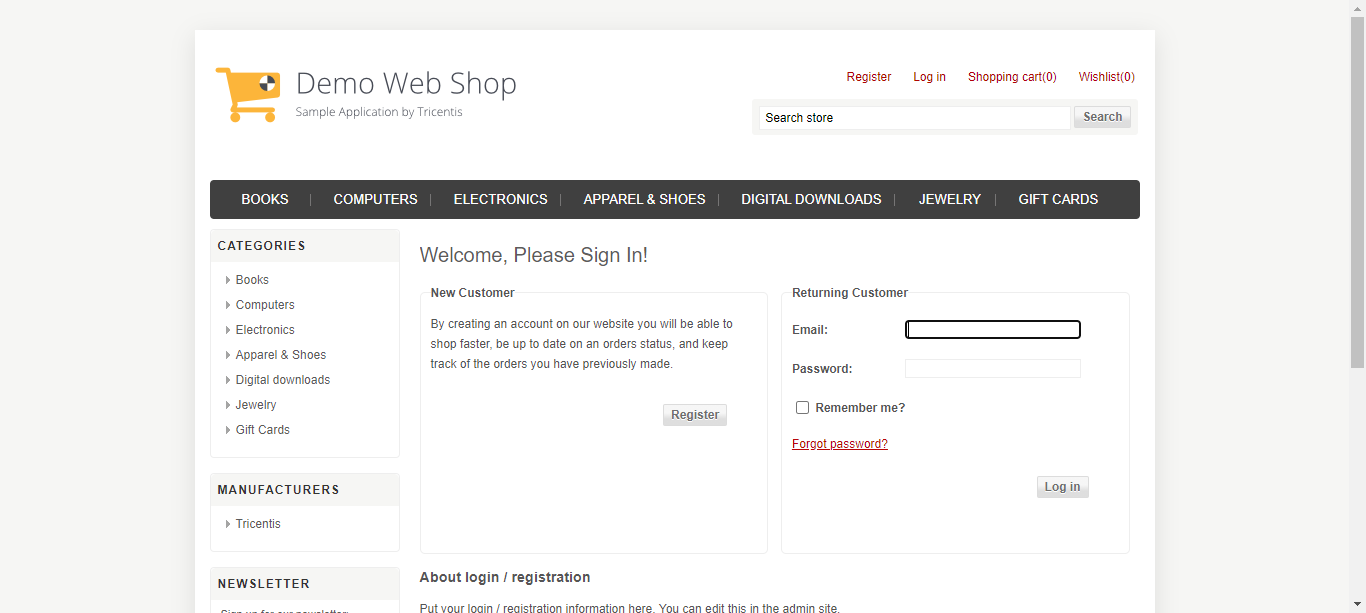 Demo Web Shop
Sample Application by Tricentis
Register Log in Shopping cart(0) Wishlist(0)
Search store Search
BOOKS COMPUTERS ELECTRONICS APPAREL & SHOES DIGITAL DOWNLOADS JEWELRY GIFT CARDS
CATEGORIES
Books
Computers
Electronics
Apparel & Shoes
Digital downloads
Jewelry
Gift Cards
MANUFACTURERS
Tricentis
NEWSLETTER
Sign up for our newsletter:
Welcome, Please Sign In!
New Customer
By creating an account on our website you will be able to
shop faster, be up to date on an orders status, and keep
track of the orders you have previously made.
Register
Returning Customer
Email:
Password:
Remember me?
Forgot password?
Log in
About login / registration
Put your login / registration information here. You can edit this in the admin site.